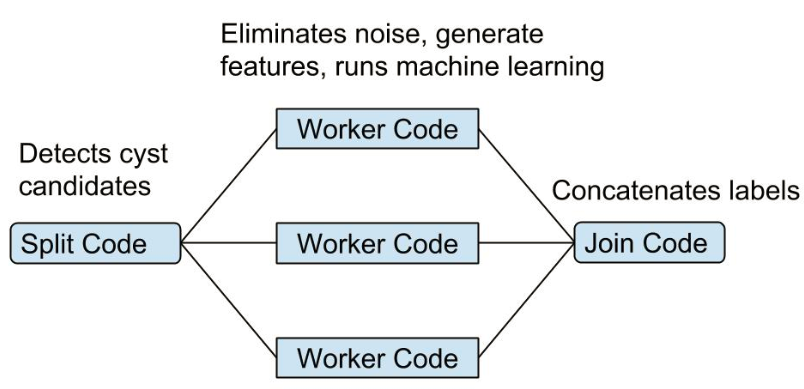 Eliminates noise, generate
features, runs machine learning
Worker Code
Detects cyst
candidates
Concatenates labels
Split Code
Worker Code
Join Code
Worker Code